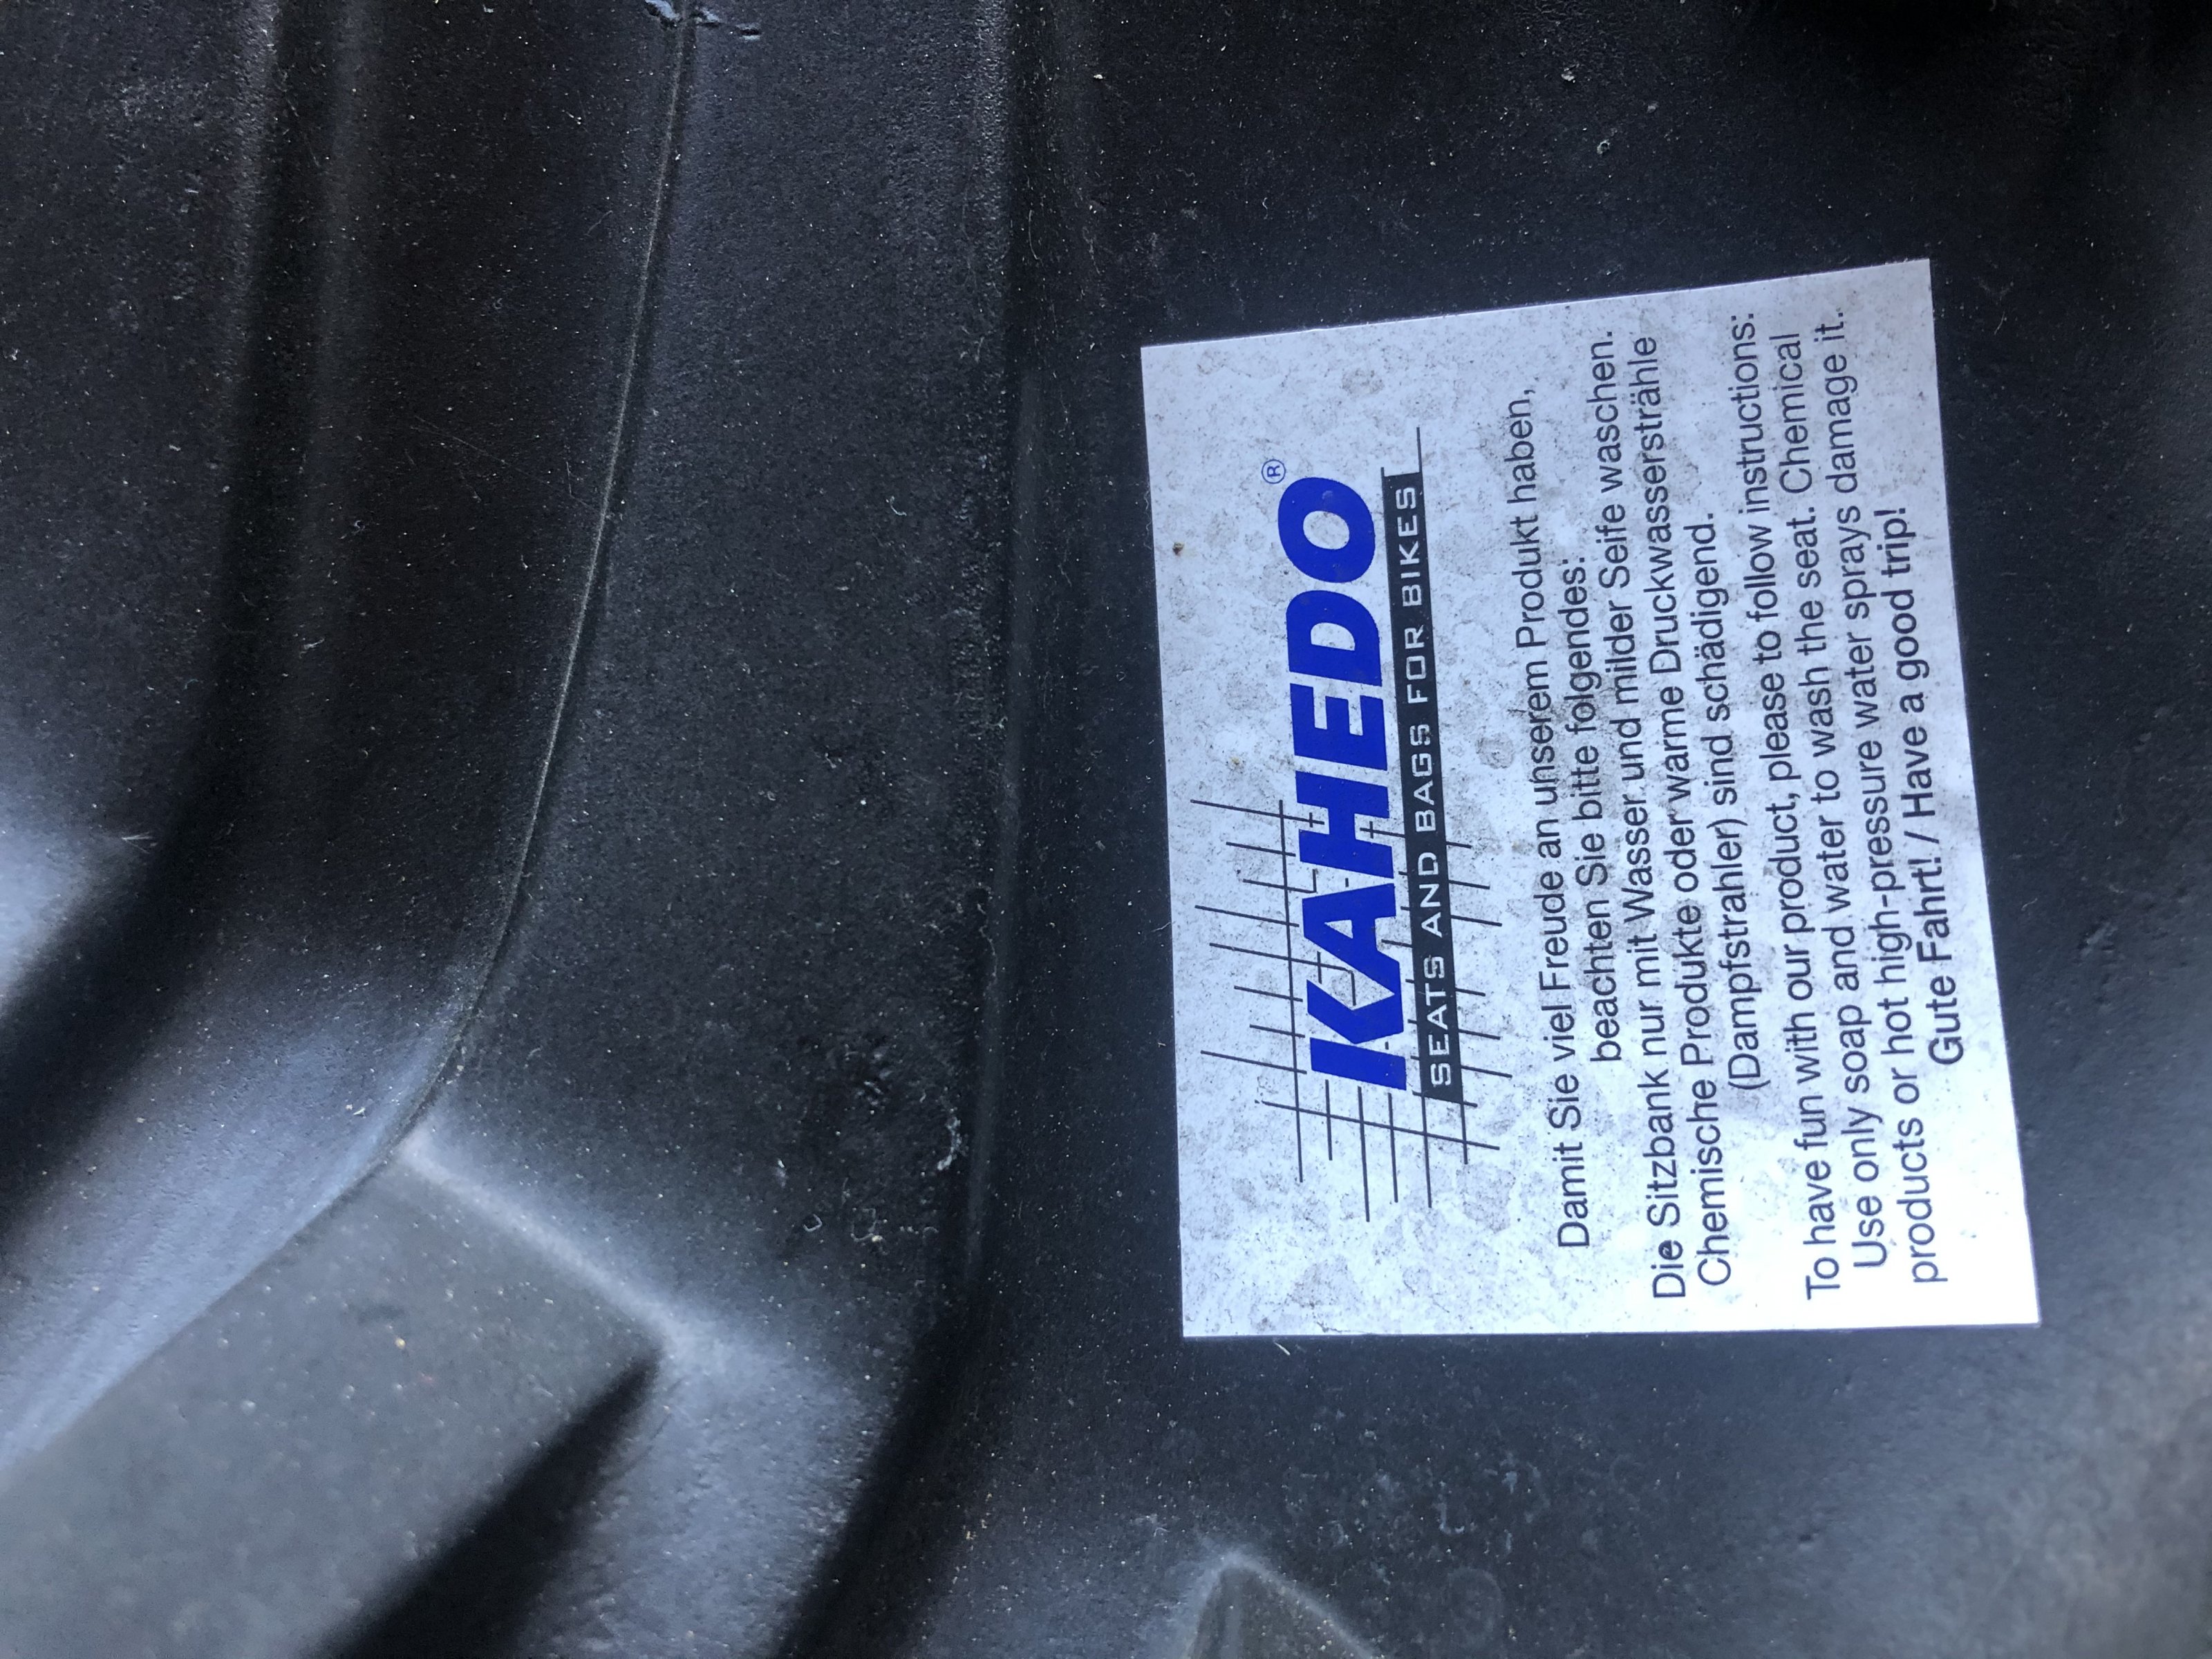 KAHEDO®
SEATS AND BAGS FOR BIKES
Damit Sie viel Freude an unserem Produkt haben,
beachten Sie bitte folgendes:
Die Sitzbank nur mit Wasser und milder Seife waschen.
Chemische Produkte oder warme Druckwassersträhle
(Dampfstrahler) sind schädigend.
To have fun with our product, please to follow instructions:
Use only soap and water to wash the seat. Chemical
products or hot high-pressure water sprays damage it.
Gute Fahrt! / Have a good trip!